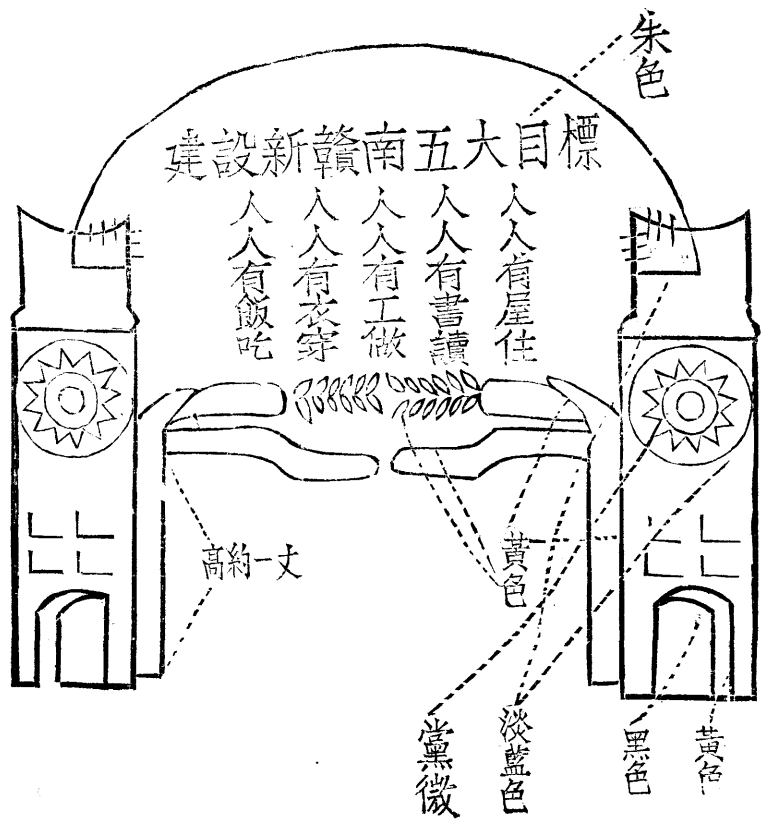 朱色
建設新贛南五大目標
人人有飯吃
人人有衣穿
人人有工做
人人有書讀
人人有屋住
高約一丈
黃色
黨微
淡藍色
黑色
黃色